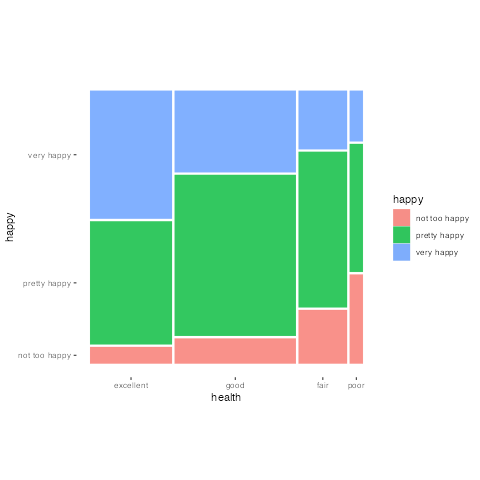 very happy
pretty happy
not too happy
happy
excellent
good
fair
poor
health
happy
not too happy
pretty happy
very happy